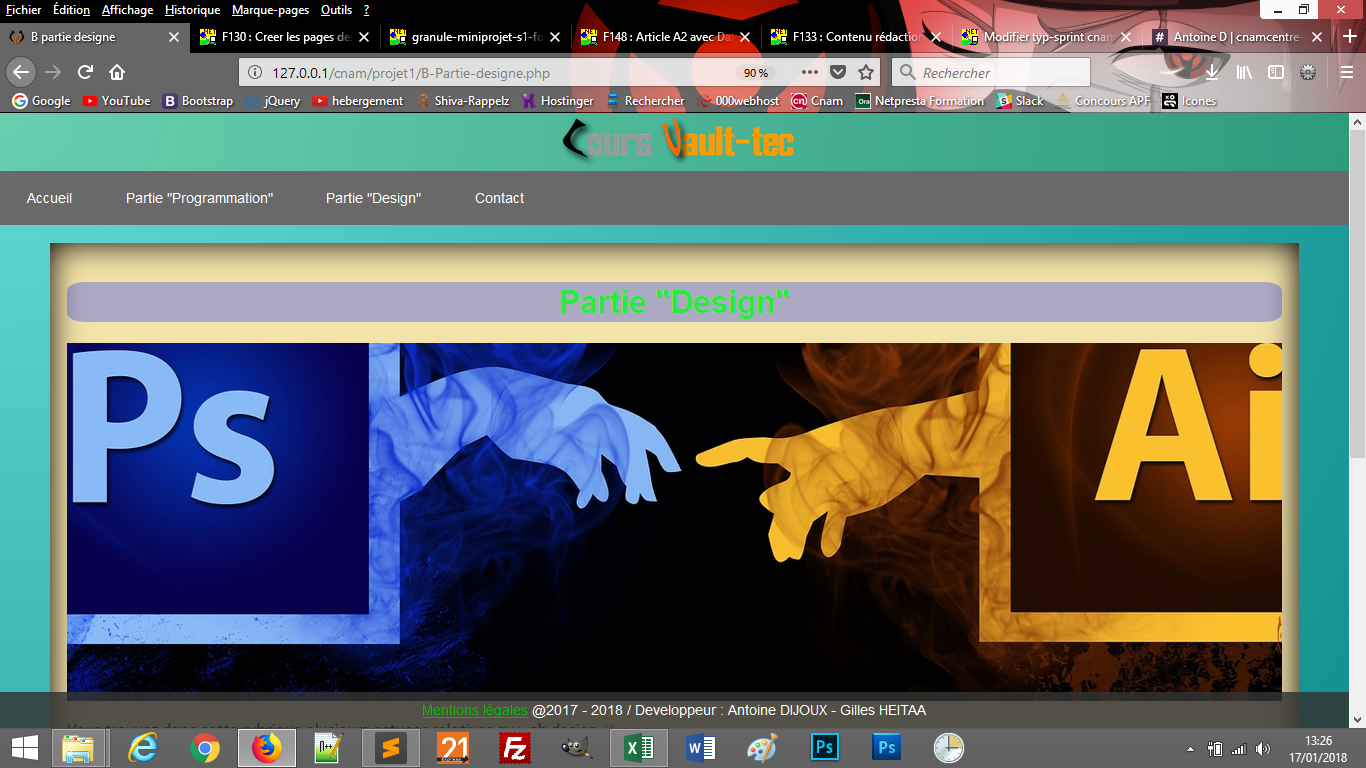 Fichier Édition Affichage Historique Marque-pages Outils ?
B partie designe F130 : Creer les pages de granule-miniprojet-s1-fo F148 : Article A2 avec Da F133 : Contenu rédaction Modifier typ-sprint cnam # Antoine D | cnamcentre-
127.0.0.1/cnam/projet1/B-Partie-designe.php 90 % Rechercher
Google YouTube Bootstrap jQuery hebergement Shiva-Rappelz Hostinger Rechercher 000webhost Cnam Netpresta Formation Slack Concours APF Icones
Cours Vault-tec
Accueil Partie "Programmation" Partie "Design" Contact
Partie "Design"
Ps Ai
Mentions légales @2017 - 2018 / Developpeur : Antoine DIJOUX - Gilles HEITAA
13:26
17/01/2018